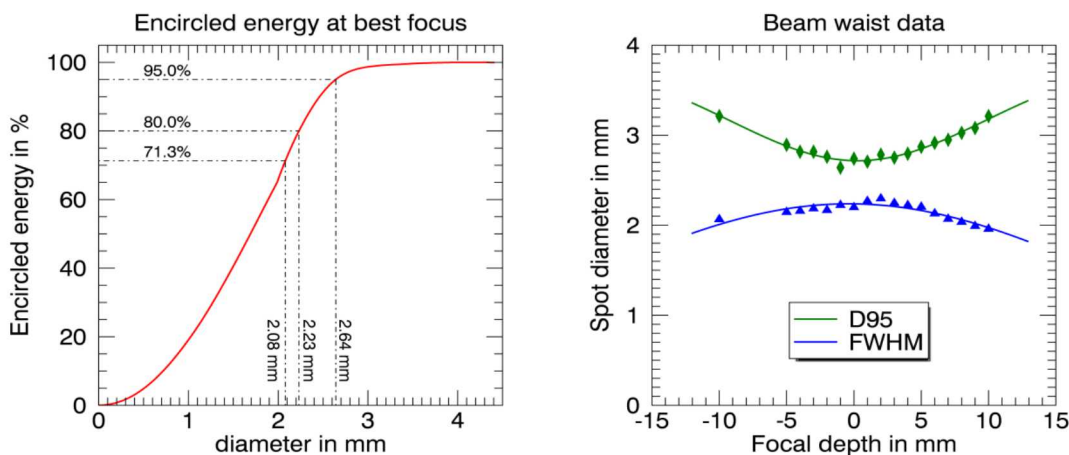 Encircled energy at best focus
Encircled energy in %
100
80
60
40
20
0
95.0%
80.0%
71.3%
2.08 mm
2.23 mm
2.64 mm
0 1 2 3 4
diameter in mm
Beam waist data
Spot diameter in mm
4
3
2
1
0
D95
FWHM
-15 -10 -5 0 5 10 15
Focal depth in mm